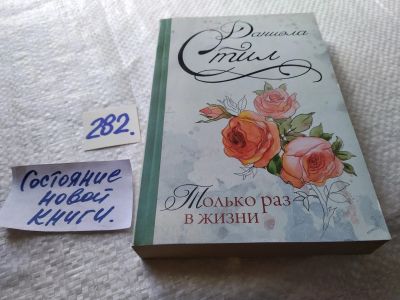 Даниэла
Стил
Только раз
в жизни
282.
Состояние
новой
книги.